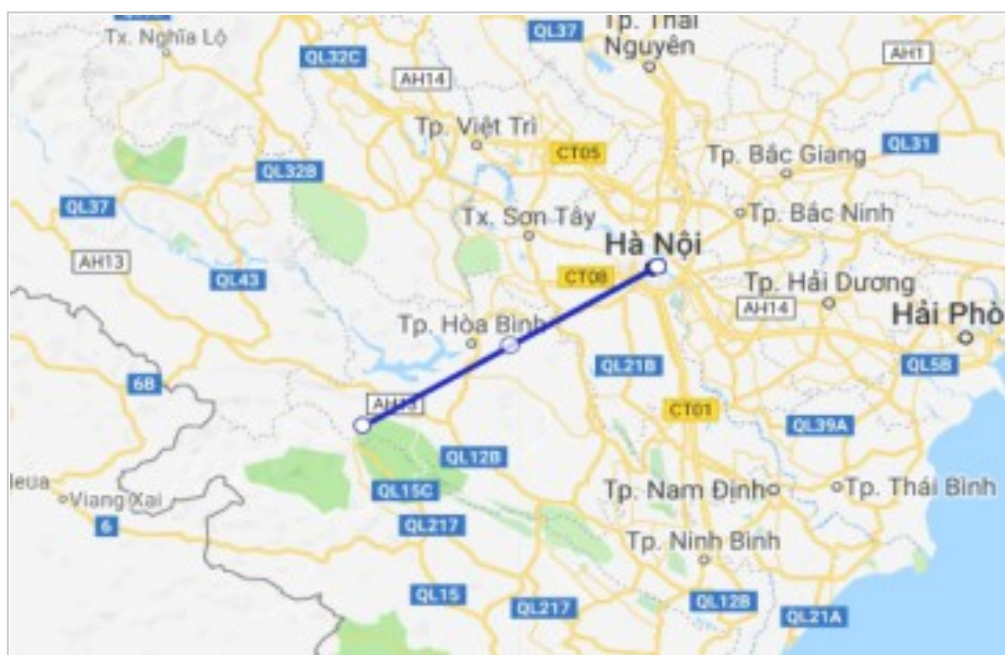 Tx. Nghĩa Lộ
QL32C
QL37
Tp. Thái
Nguyên
AH1
AH14
Tp. Việt Trì
CT05
QL31
Tp. Bắc Giang
QL32B
QL37
Tx. Sơn Tây
Tp. Bắc Ninh
Hà Nội
AH13
QL43
CT08
Tp. Hải Dương
AH14
Hải Phò
Tp. Hòa Bình
QL21B
QL5B
6B
CT01
QL39A
QL12B
leua
Viang Xai
QL15C
Tp. Nam Định
Tp. Thái Bình
6
QL217
Tp. Ninh Bình
QL15
QL217
QL12B
QL21A